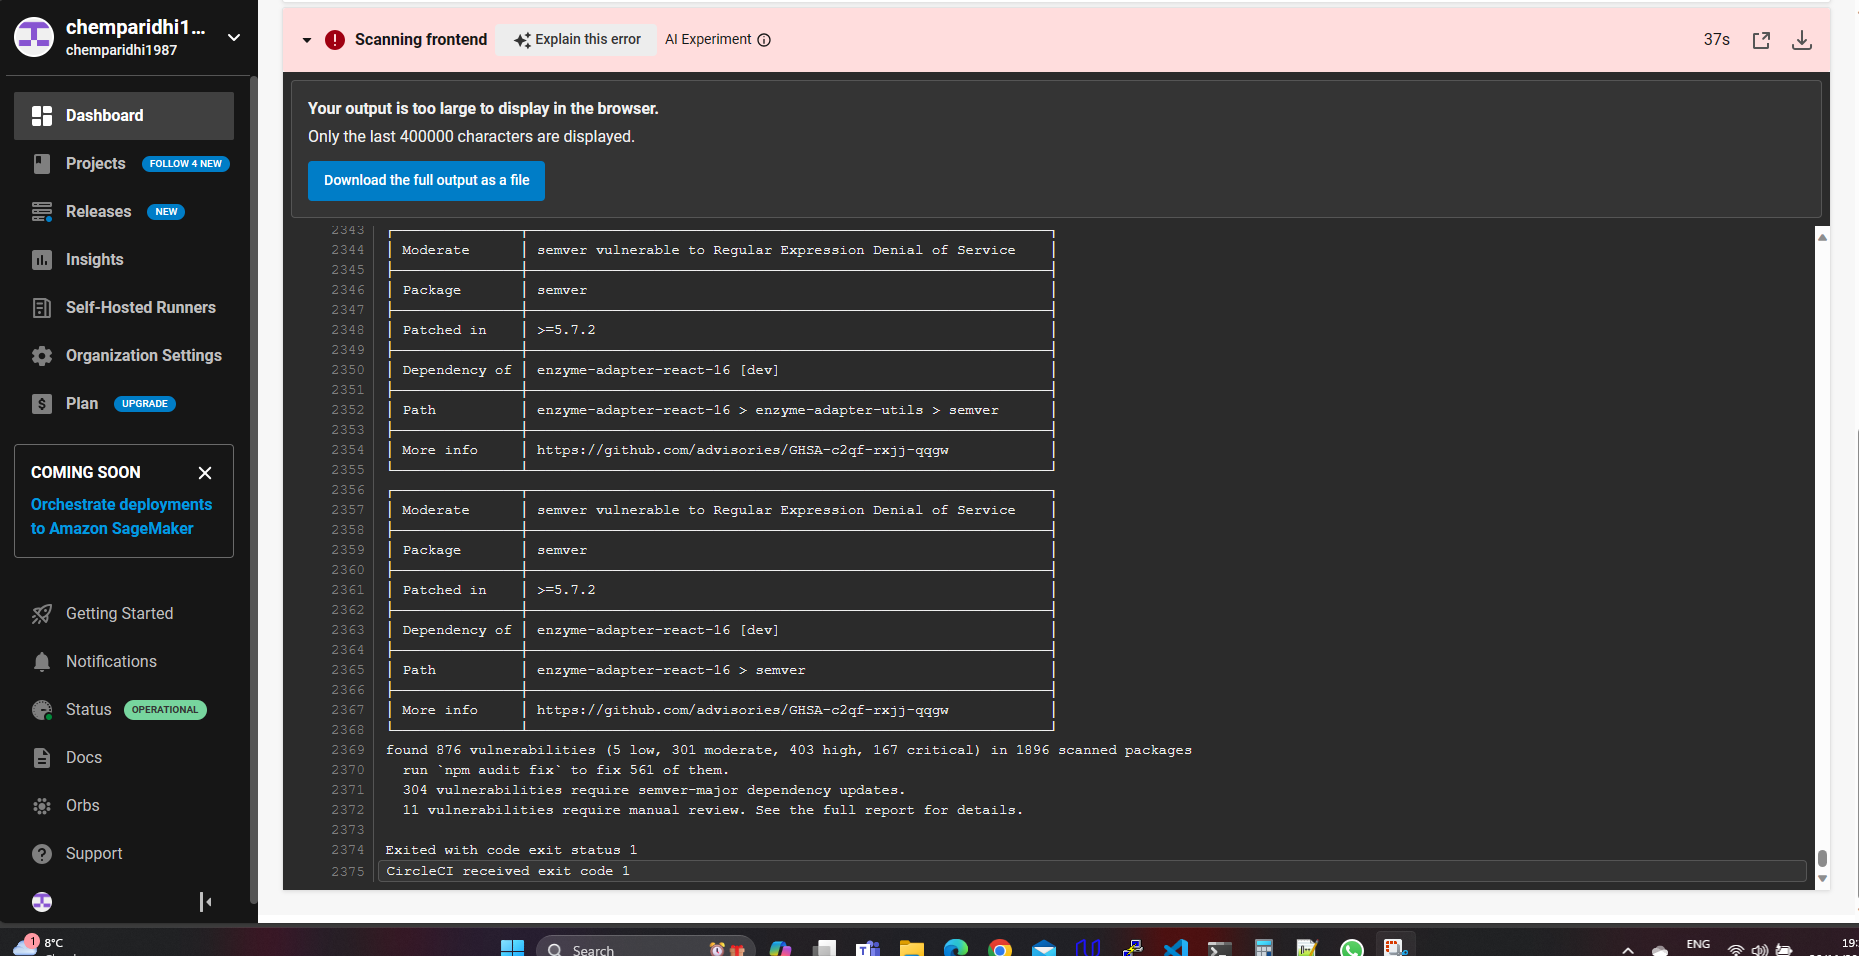 chemparidhi1...
chemparidhi1987
Dashboard
Projects FOLLOW 4 NEW
Releases NEW
Insights
Self-Hosted Runners
Organization Settings
Plan UPGRADE
COMING SOON
Orchestrate deployments
to Amazon SageMaker
Getting Started
Notifications
Status OPERATIONAL
Docs
Orbs
Support
Scanning frontend Explain this error AI Experiment 37s
Your output is too large to display in the browser.
Only the last 400000 characters are displayed.
Download the full output as a file
2343
2344 Moderate semver vulnerable to Regular Expression Denial of Service
2345
2346 Package semver
2347
2348 Patched in >=5.7.2
2349
2350 Dependency of enzyme-adapter-react-16 [dev]
2351
2352 Path enzyme-adapter-react-16 > enzyme-adapter-utils > semver
2353
2354 More info https://github.com/advisories/GHSA-c2qf-rxjj-qqgw
2355
2356
2357 Moderate semver vulnerable to Regular Expression Denial of Service
2358
2359 Package semver
2360
2361 Patched in >=5.7.2
2362
2363 Dependency of enzyme-adapter-react-16 [dev]
2364
2365 Path enzyme-adapter-react-16 > semver
2366
2367 More info https://github.com/advisories/GHSA-c2qf-rxjj-qqgw
2368
2369 found 876 vulnerabilities (5 low, 301 moderate, 403 high, 167 critical) in 1896 scanned packages
2370 run `npm audit fix` to fix 561 of them.
2371 304 vulnerabilities require semver-major dependency updates.
2372 11 vulnerabilities require manual review. See the full report for details.
2373
2374 Exited with code exit status 1
2375 CircleCI received exit code 1
1
8°C
Search
ENG
19: